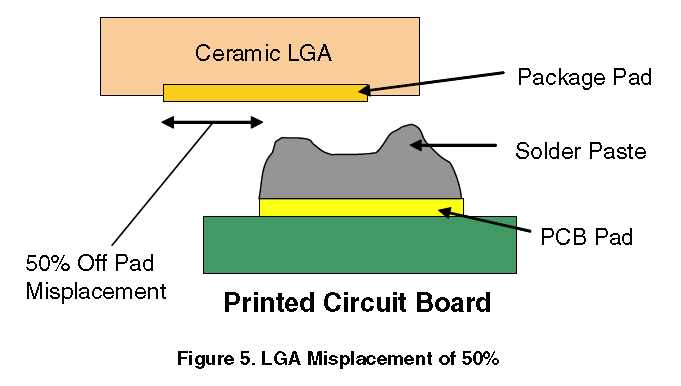 Ceramic LGA
Package Pad
Solder Paste
PCB Pad
50% Off Pad
Misplacement
Printed Circuit Board
Figure 5. LGA Misplacement of 50%